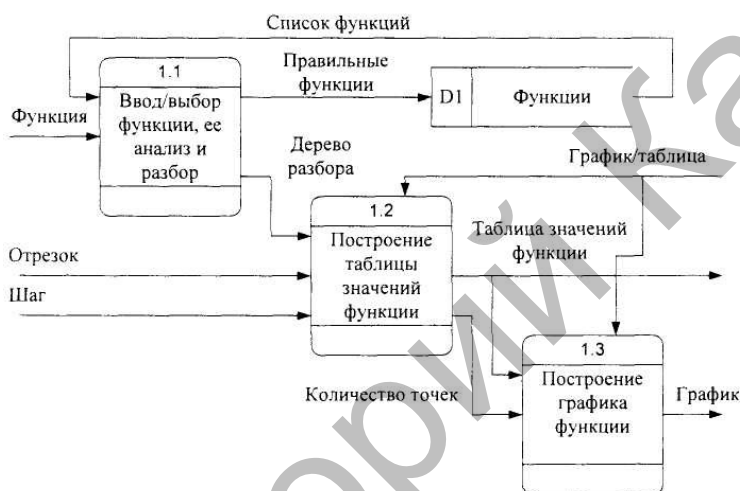 Список функций
1.1
Ввод/выбор
функции, ее
анализ и
разбор
Правильные
функции
D1
Функции
Функция
Дерево
разбора
График/таблица
1.2
Построение
таблицы
значений
функции
Таблица значений
функции
Отрезок
Шаг
1.3
Построение
графика
функции
Количество точек
График